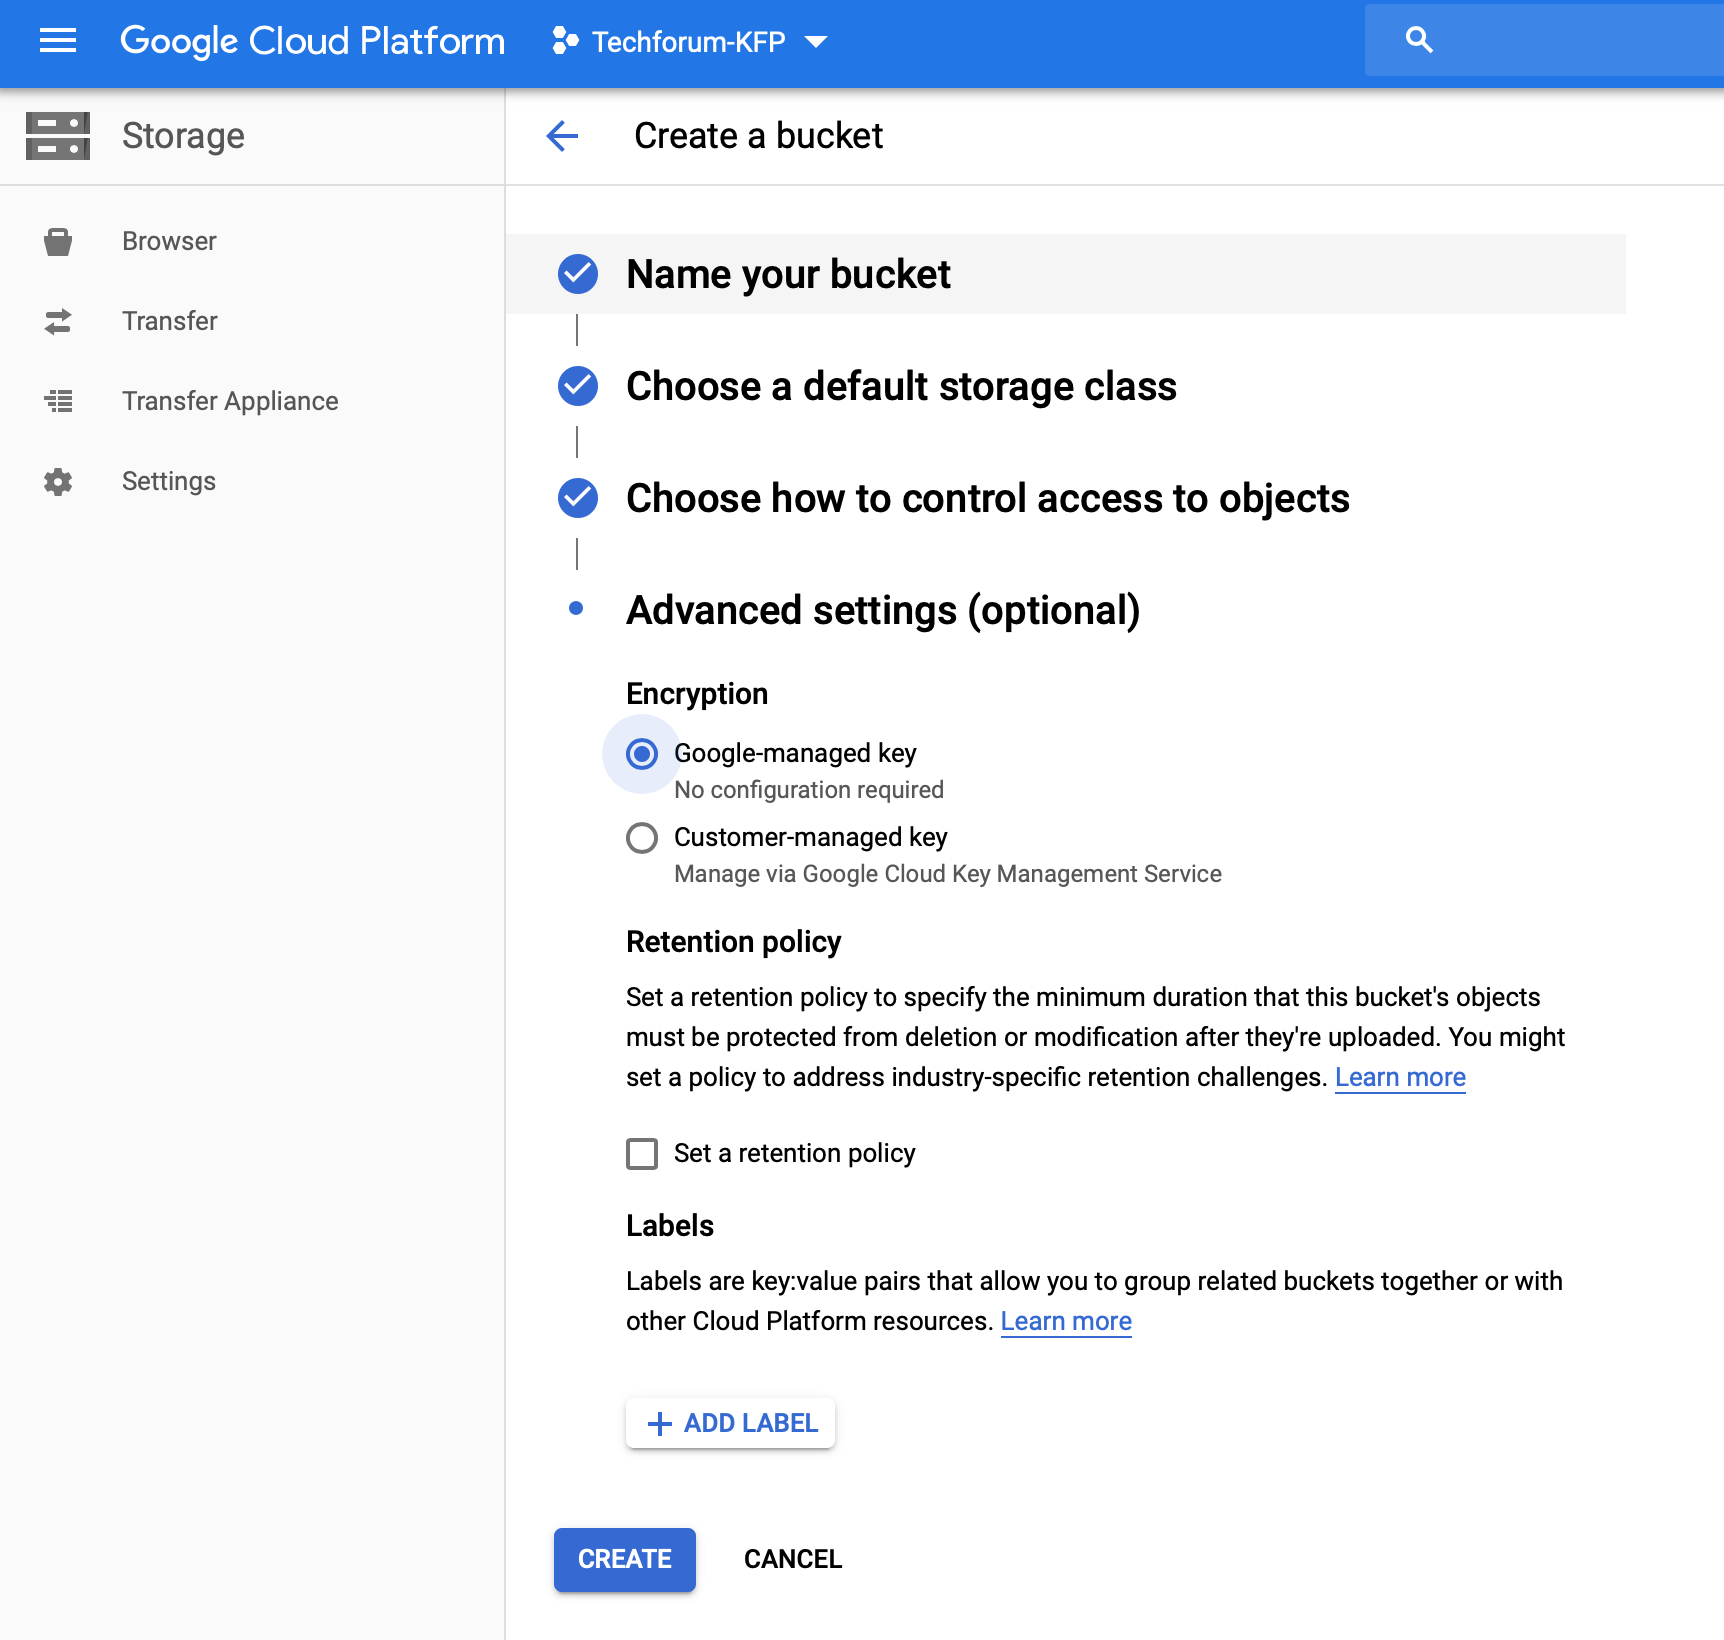 Google Cloud Platform
Techforum-KFP
Storage
Create a bucket
Browser
Transfer
Transfer Appliance
Settings
Name your bucket
Choose a default storage class
Choose how to control access to objects
Advanced settings (optional)
Encryption
Google-managed key
No configuration required
Customer-managed key
Manage via Google Cloud Key Management Service
Retention policy
Set a retention policy to specify the minimum duration that this bucket's objects
must be protected from deletion or modification after they're uploaded. You might
set a policy to address industry-specific retention challenges. Learn more
Set a retention policy
Labels
Labels are key:value pairs that allow you to group related buckets together or with
other Cloud Platform resources. Learn more
ADD LABEL
CREATE
CANCEL